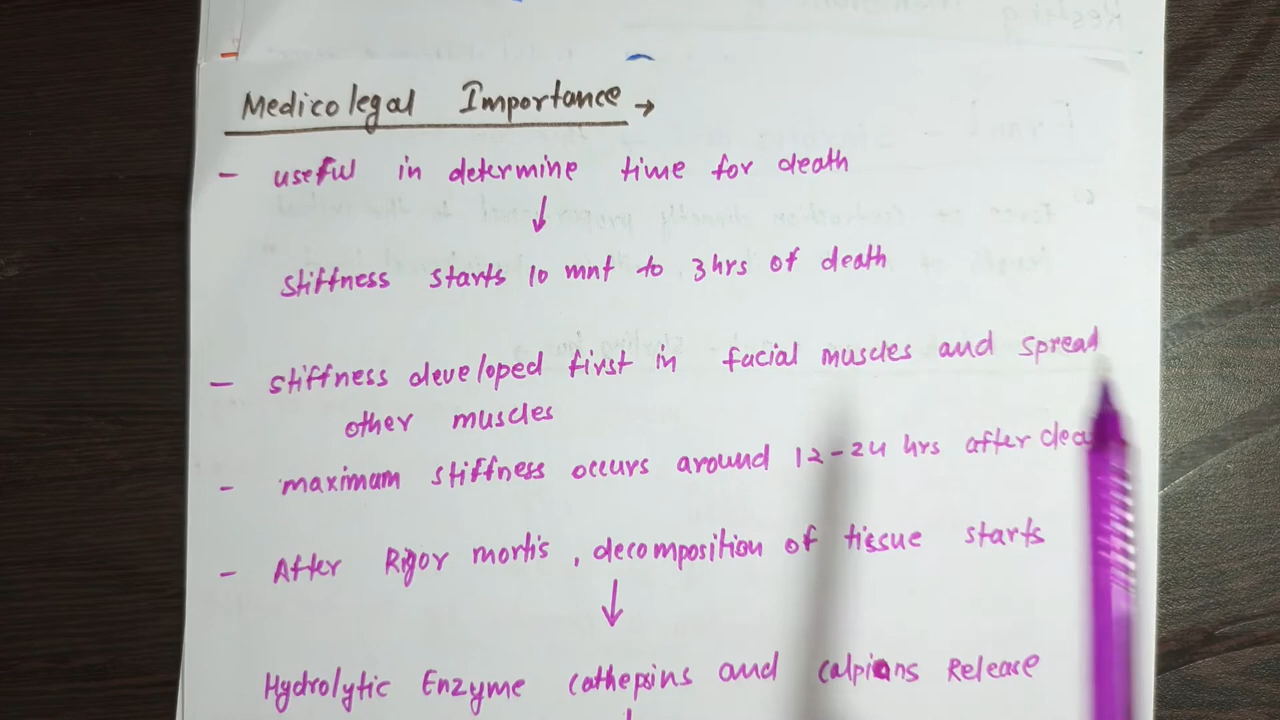 Medicolegal Importance →
- useful in determine time for death
↓
stiffness starts 10 mnt to 3hrs of death
- stiffness developed first in facial muscles and spread
other muscles
- maximam stiffness occurs around 12-24 hrs after
- After Rigor mortis, decomposition of tissue starts
↓
Hydrolytic Enzyme cathepsins and calpians Release